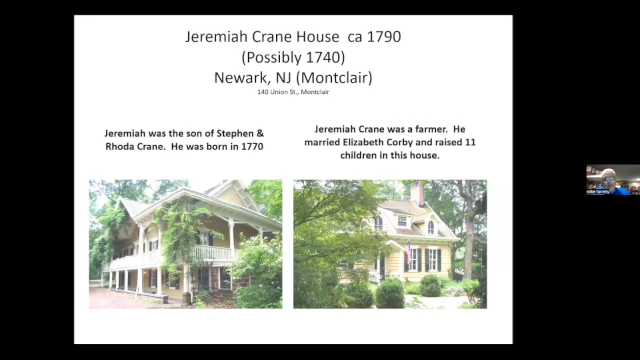 Jeremiah Crane House ca 1790
(Possibly 1740)
Newark, NJ (Montclair)
140 Union St., Montclair
Jeremiah was the son of Stephen &
Rhoda Crane. He was born in 1770
Jeremiah Crane was a farmer. He
married Elizabeth Corby and raised 11
children in this house.